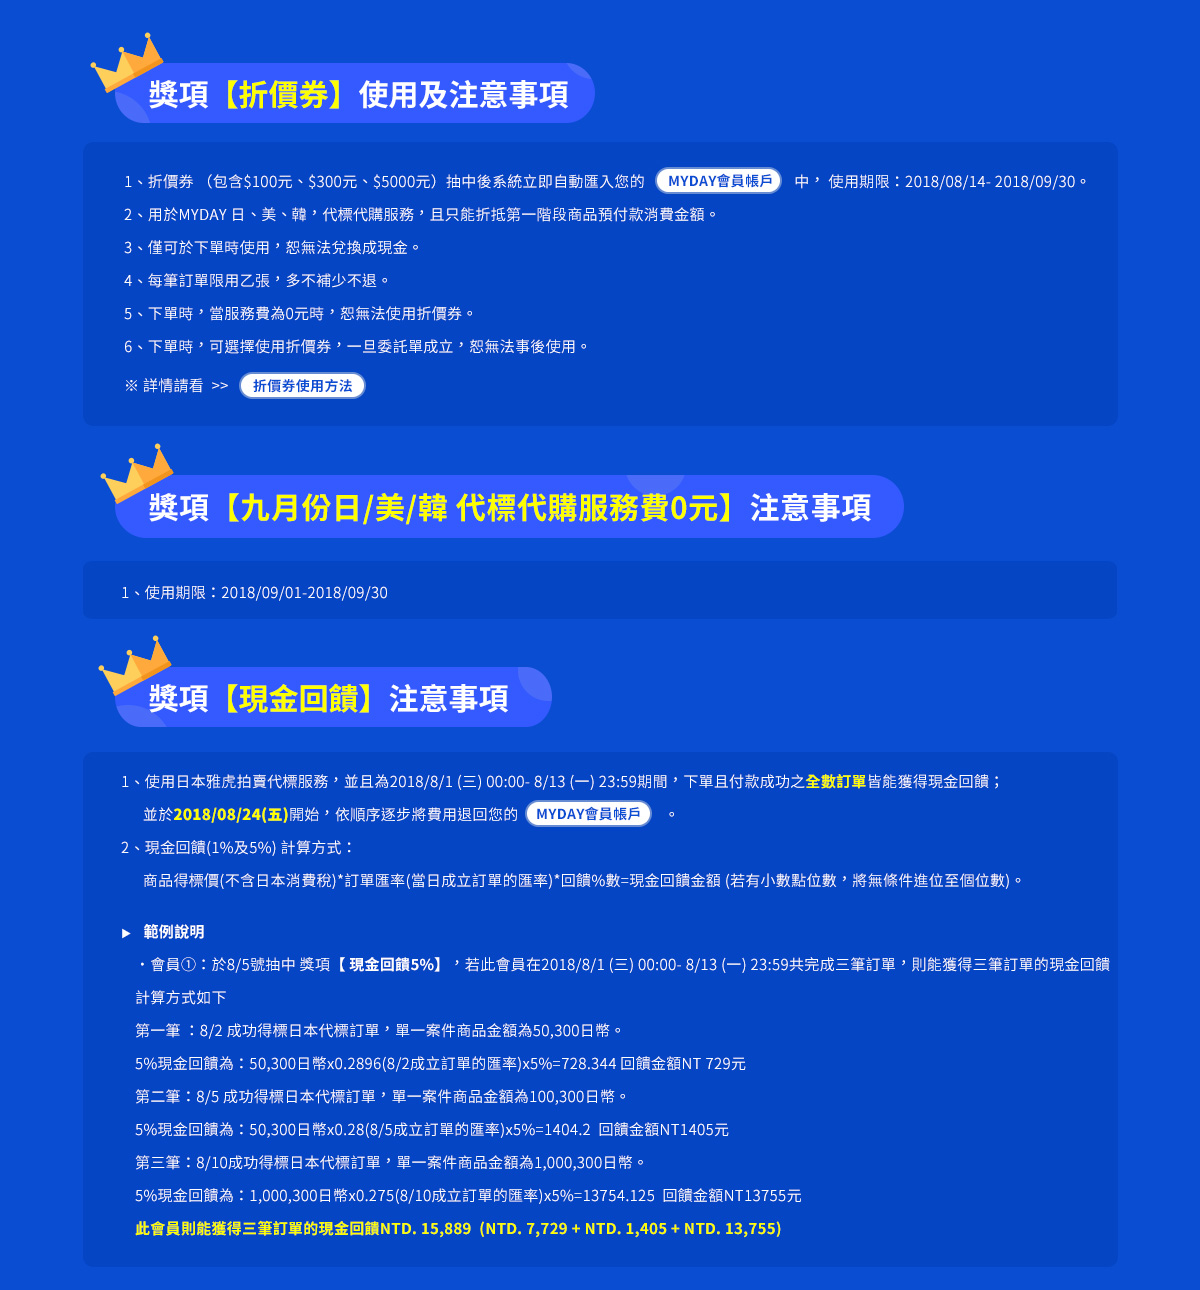 獎項【折價券】使用及注意事項
1、折價券 （包含$100元、$300元、$5000元）抽中後系統立即自動匯入您的 MYDAY會員帳戶 中， 使用期限：2018/08/14- 2018/09/30。
2、用於MYDAY 日、美、韓，代標代購服務，且只能折抵第一階段商品預付款消費金額。
3、僅可於下單時使用，恕無法兌換成現金。
4、每筆訂單限用乙張，多不補少不退。
5、下單時，當服務費為0元時，恕無法使用折價券。
6、下單時，可選擇使用折價券，一旦委託單成立，恕無法事後使用。
※ 詳情請看 >> 折價券使用方法
獎項【九月份日/美/韓 代標代購服務費0元】注意事項
1、使用期限：2018/09/01-2018/09/30
獎項【現金回饋】注意事項
1、使用日本雅虎拍賣代標服務，並且為2018/8/1 (三) 00:00- 8/13 (一) 23:59期間，下單且付款成功之全數訂單皆能獲得現金回饋；
並於2018/08/24(五)開始，依順序逐步將費用退回您的 MYDAY會員帳戶 。
2、現金回饋(1%及5%) 計算方式：
商品得標價(不含日本消費稅)*訂單匯率(當日成立訂單的匯率)*回饋%數=現金回饋金額 (若有小數點位數，將無條件進位至個位數)。
▶ 範例說明
・會員①：於8/5號抽中 獎項【 現金回饋5%】，若此會員在2018/8/1 (三) 00:00- 8/13 (一) 23:59共完成三筆訂單，則能獲得三筆訂單的現金回饋
計算方式如下
第一筆 ：8/2 成功得標日本代標訂單，單一案件商品金額為50,300日幣。
5%現金回饋為：50,300日幣x0.2896(8/2成立訂單的匯率)x5%=728.344 回饋金額NT 729元
第二筆：8/5 成功得標日本代標訂單，單一案件商品金額為100,300日幣。
5%現金回饋為：50,300日幣x0.28(8/5成立訂單的匯率)x5%=1404.2 回饋金額NT1405元
第三筆：8/10成功得標日本代標訂單，單一案件商品金額為1,000,300日幣。
5%現金回饋為：1,000,300日幣x0.275(8/10成立訂單的匯率)x5%=13754.125 回饋金額NT13755元
此會員則能獲得三筆訂單的現金回饋NTD. 15,889 (NTD. 7,729 + NTD. 1,405 + NTD. 13,755)